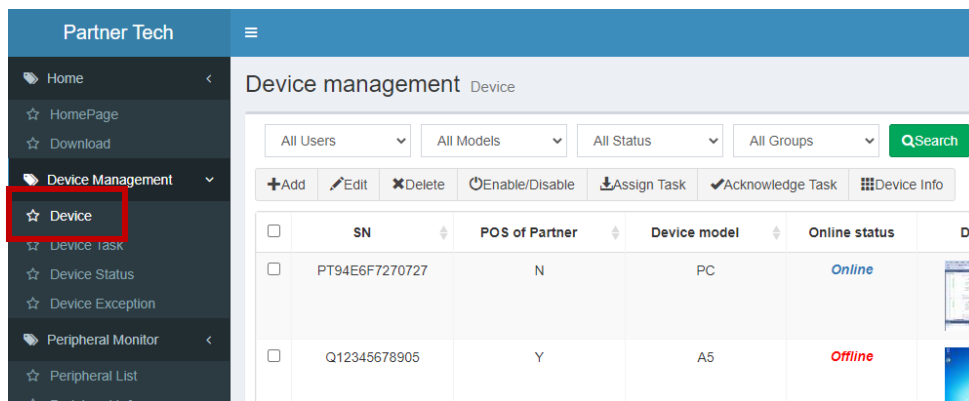 Partner Tech
Home
HomePage
Download
Device Management
Device
Device Task
Device Status
Device Exception
Peripheral Monitor
Peripheral List
Device management Device
All Users All Models All Status All Groups Search
Add Edit Delete Enable/Disable Assign Task Acknowledge Task Device Info
SN POS of Partner Device model Online status D
PT94E6F7270727 N PC Online
Q12345678905 Y A5 Offline